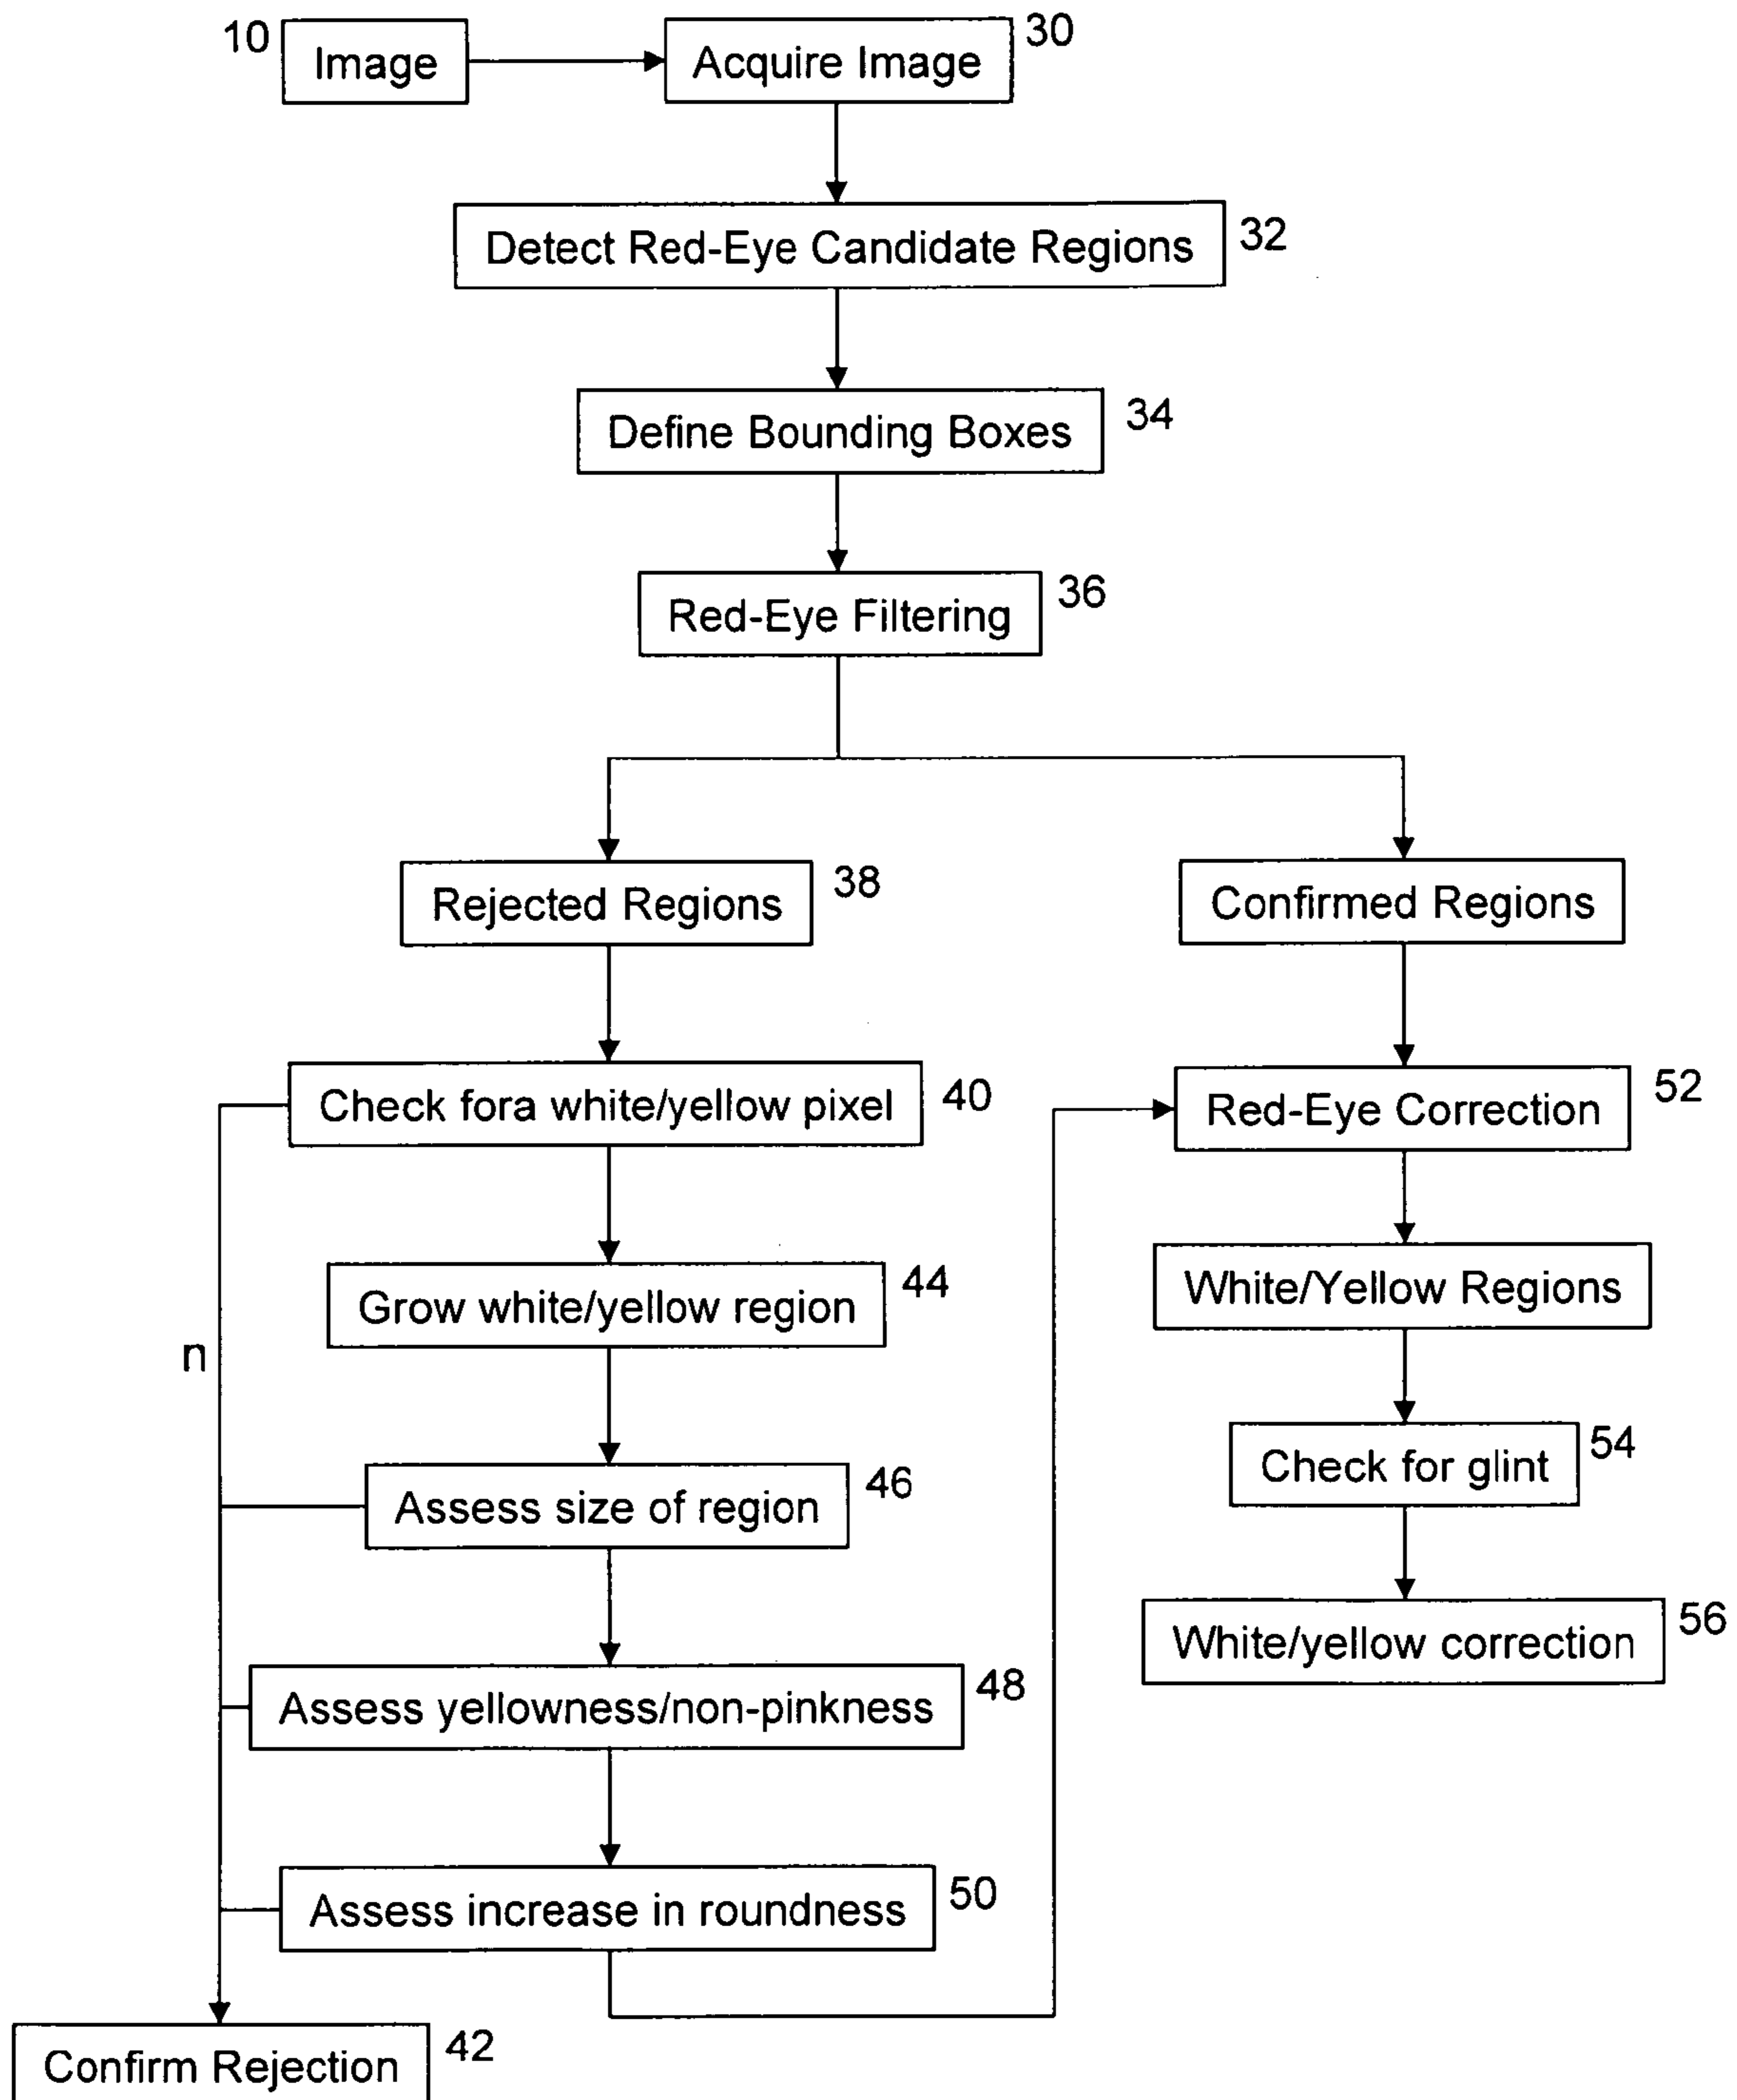 10
Image
Acquire Image
30
Detect Red-Eye Candidate Regions
32
Define Bounding Boxes
34
Red-Eye Filtering
36
Rejected Regions
38
Confirmed Regions
Check fora white/yellow pixel
40
Red-Eye Correction
52
Grow white/yellow region
44
White/Yellow Regions
n
Assess size of region
46
Check for glint
54
White/yellow correction
56
Assess yellowness/non-pinkness
48
Assess increase in roundness
50
Confirm Rejection
42